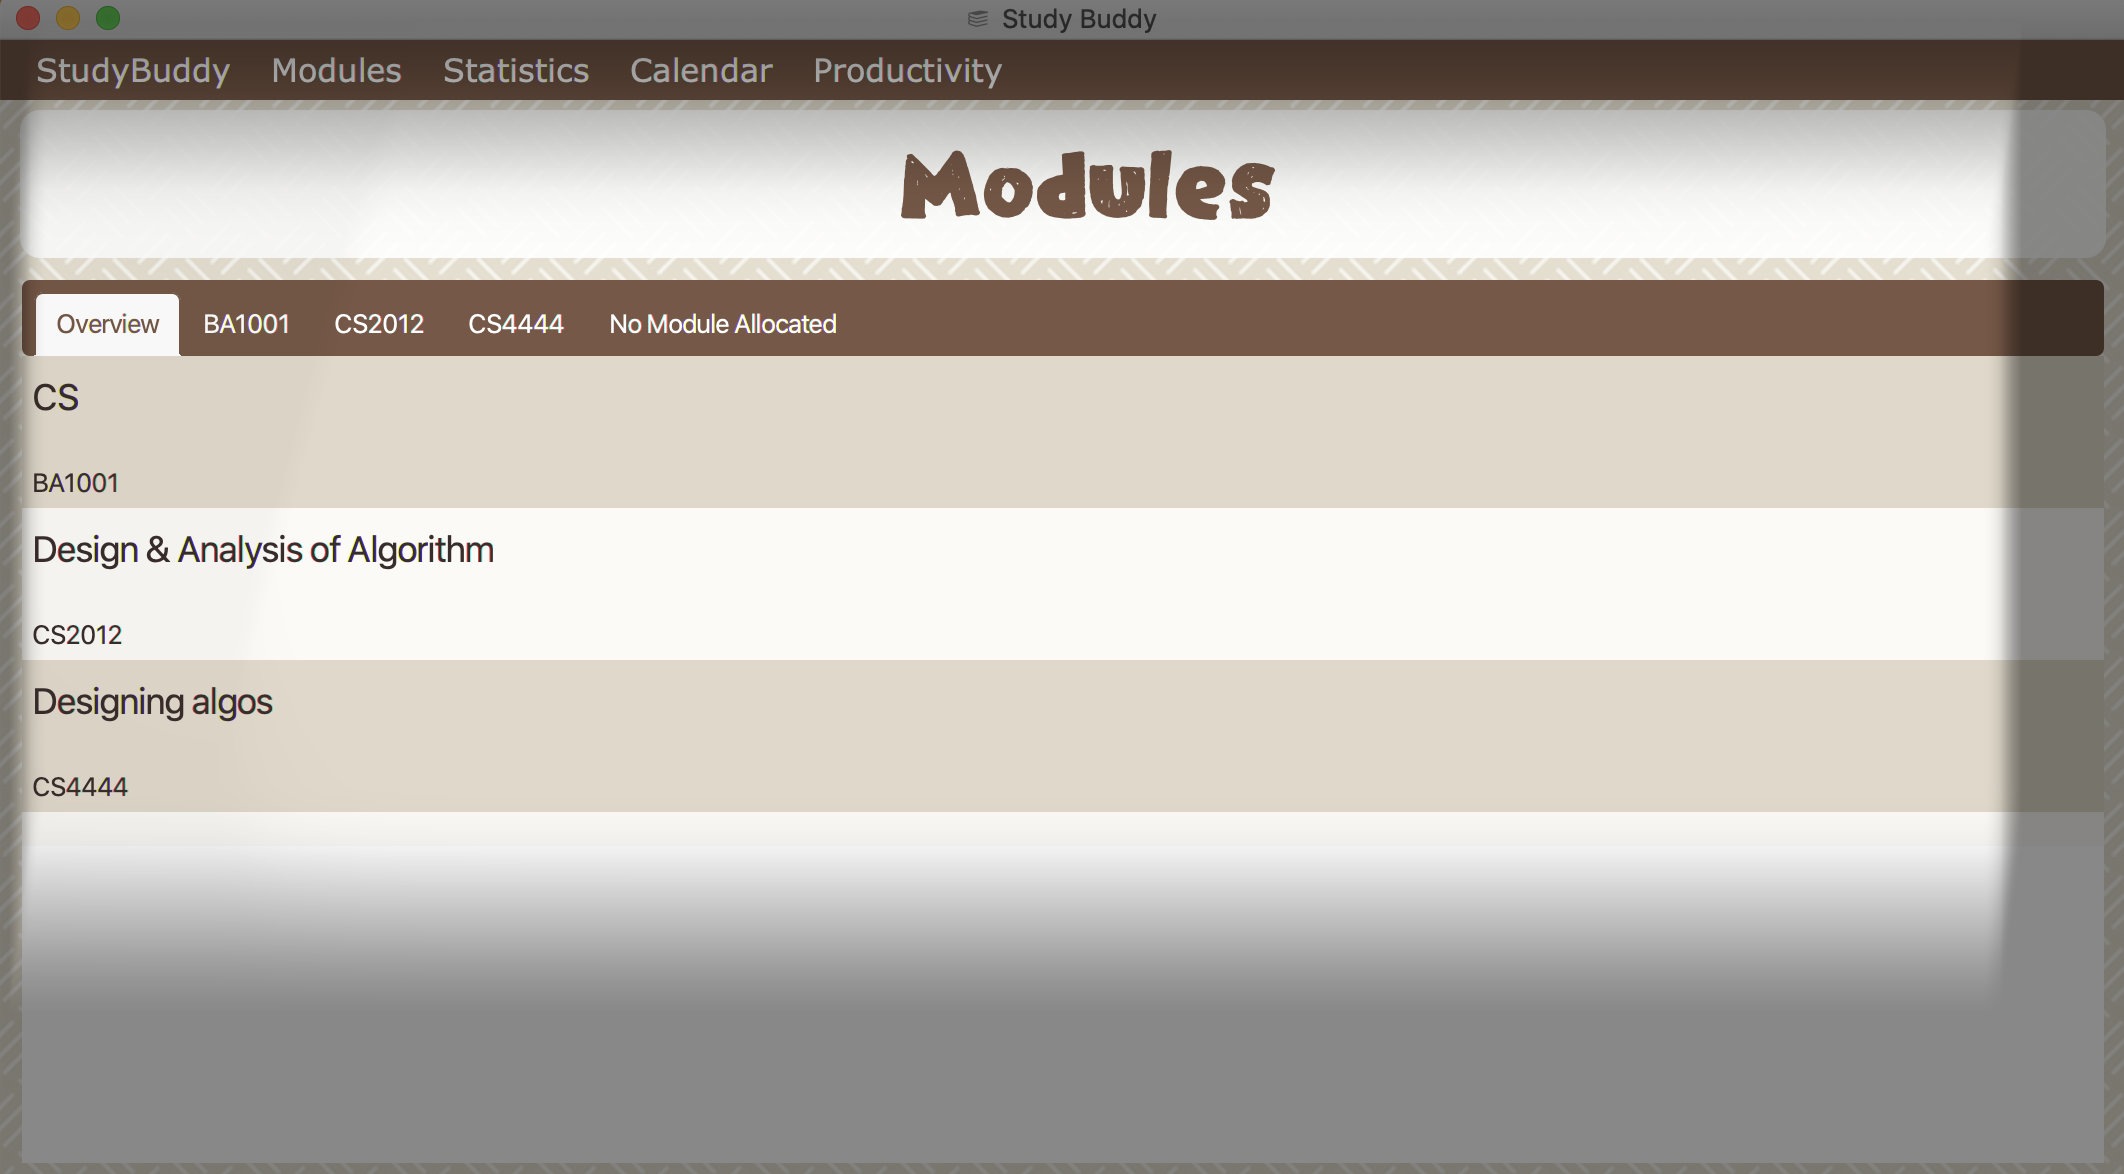 Study Buddy
StudyBuddy Modules Statistics Calendar Productivity
Modules
Overview BA1001 CS2012 CS4444 No Module Allocated
CS
BA1001
Design & Analysis of Algorithm
CS2012
Designing algos
CS4444